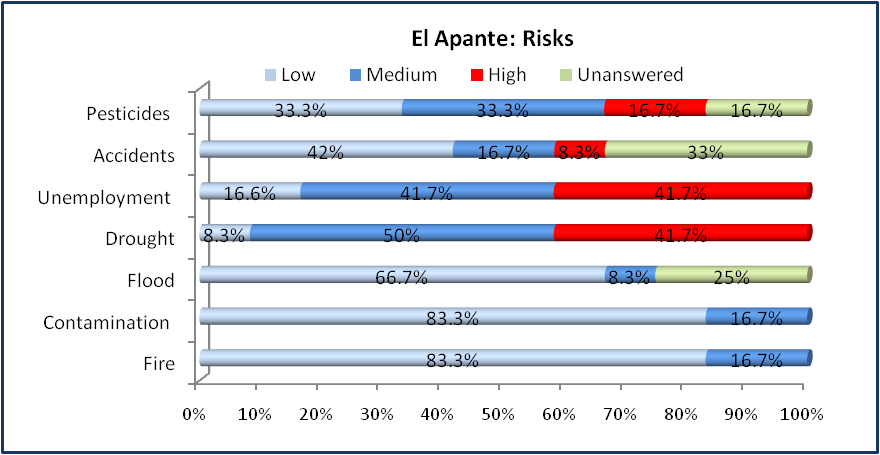 El Apante: Risks
Low Medium High Unanswered
Pesticides 33.3% 33.3% 16.7% 16.7%
Accidents 42% 16.7% 8.3% 33%
Unemployment 16.6% 41.7% 41.7%
Drought 8.3% 50% 41.7%
Flood 66.7% 8.3% 25%
Contamination 83.3% 16.7%
Fire 83.3% 16.7%
0% 10% 20% 30% 40% 50% 60% 70% 80% 90% 100%